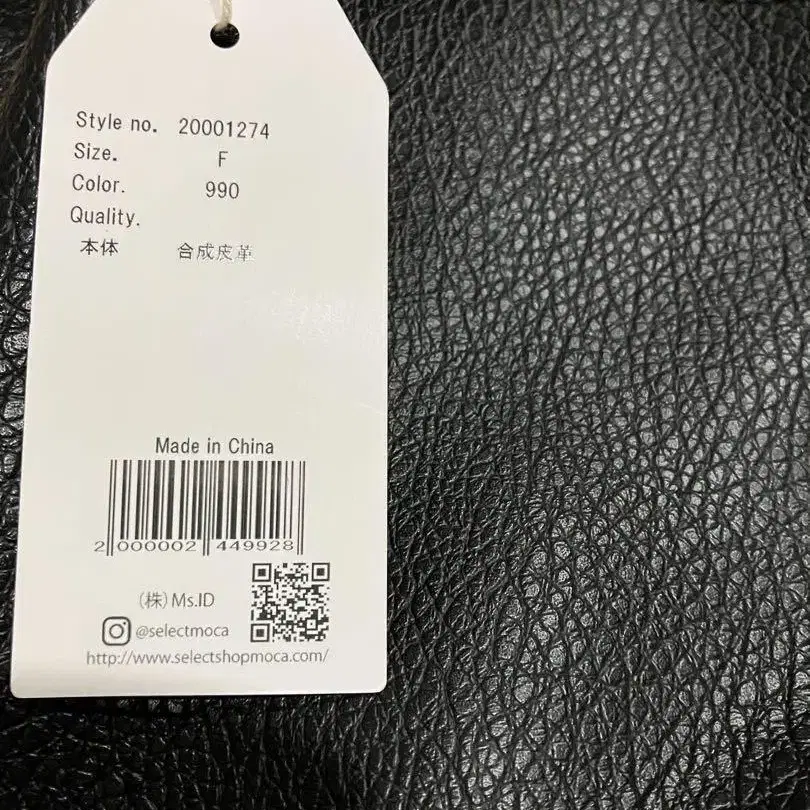 Style no. 20001274
Size. F
Color. 990
Quality.
本体 合成皮革
Made in China
2 000002 449928
(株)Ms.ID
@selectmoca
http://www.selectshopmoca.com/